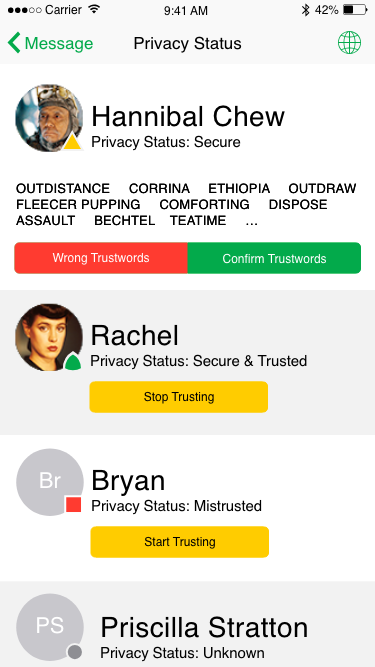 Carrier 9:41 AM 42%
Message Privacy Status
Hannibal Chew
Privacy Status: Secure
OUTDISTANCE CORRINA ETHIOPIA OUTDRAW
FLEECER PUPPING COMFORTING DISPOSE
ASSAULT BECHTEL TEATIME ...
Wrong Trustwords Confirm Trustwords
Rachel
Privacy Status: Secure & Trusted
Stop Trusting
Br
Bryan
Privacy Status: Mistrusted
Start Trusting
PS
Priscilla Stratton
Privacy Status: Unknown